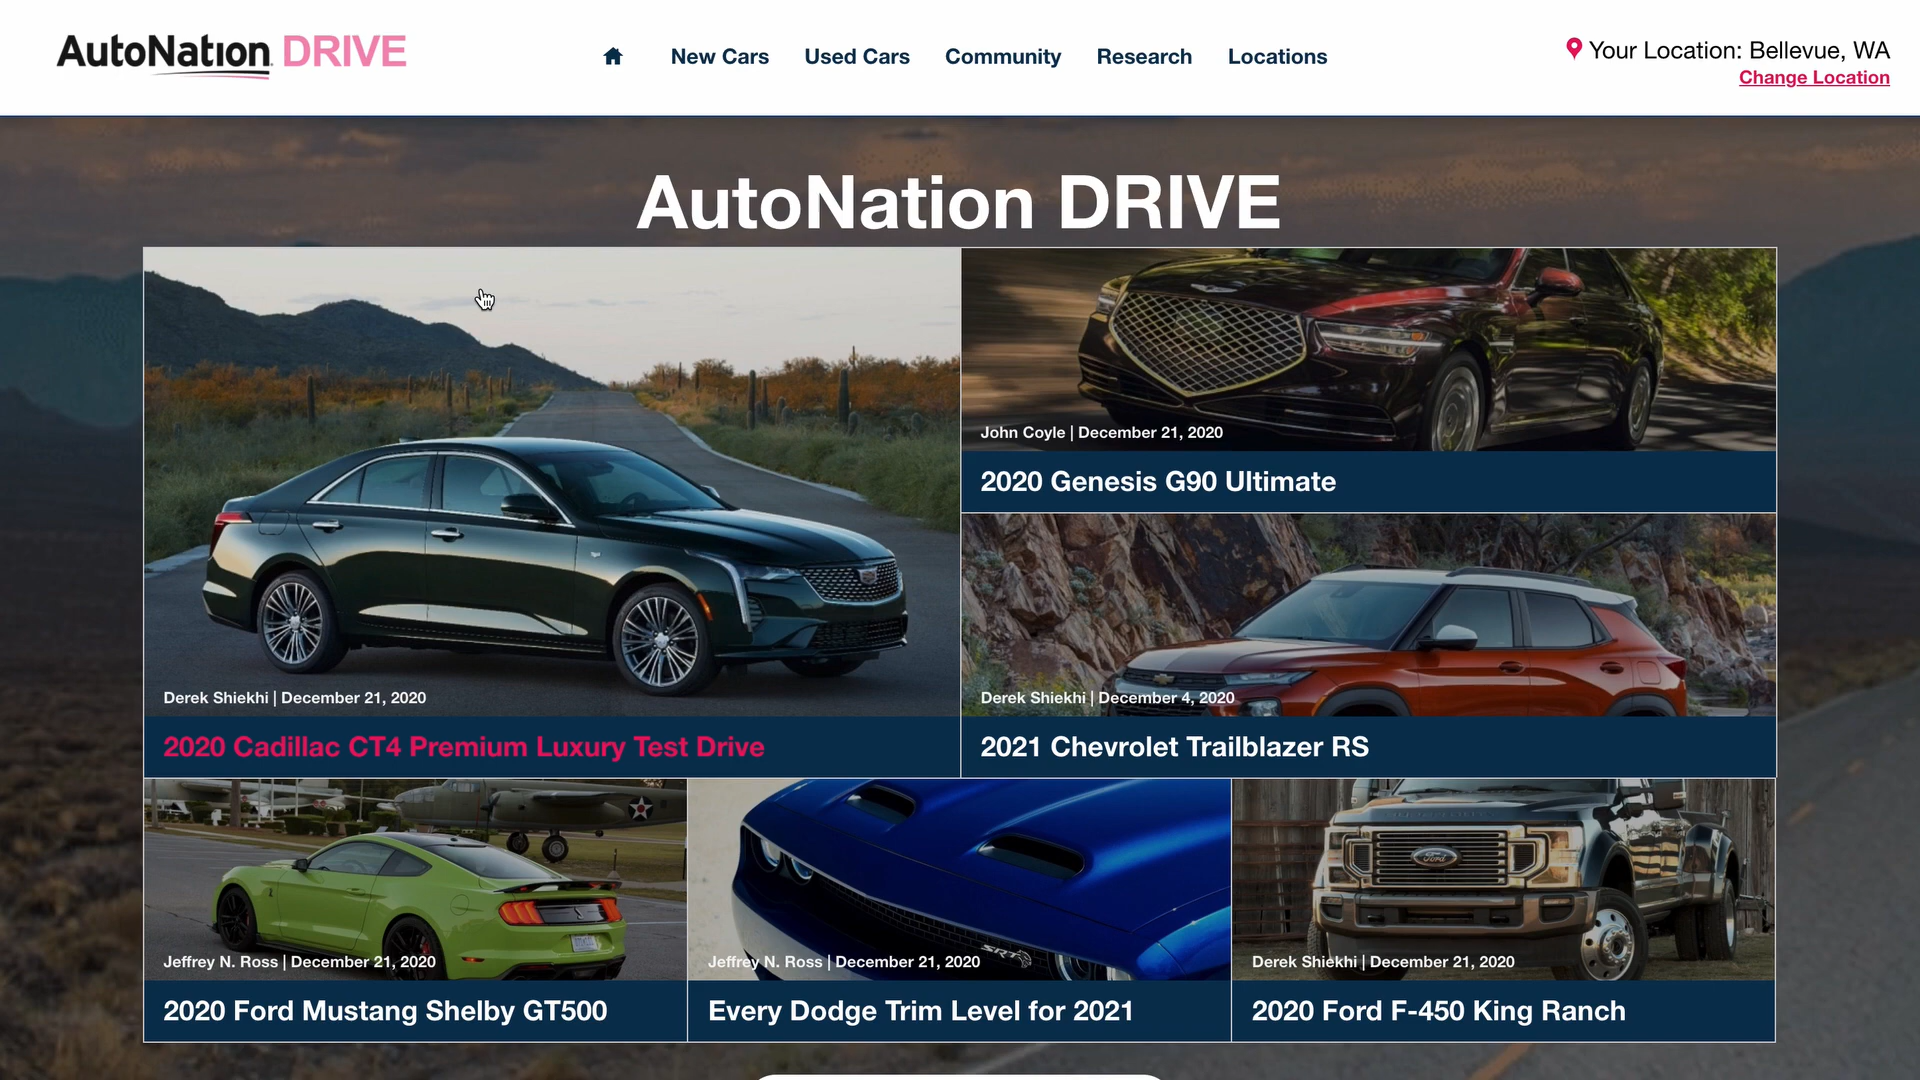 AutoNation DRIVE
New Cars
Used Cars
Community
Research
Locations
Your Location: Bellevue, WA
Change Location
AutoNation DRIVE
Derek Shiekhi | December 21, 2020
2020 Cadillac CT4 Premium Luxury Test Drive
John Coyle | December 21, 2020
2020 Genesis G90 Ultimate
Derek Shiekhi | December 4, 2020
2021 Chevrolet Trailblazer RS
Jeffrey N. Ross | December 21, 2020
2020 Ford Mustang Shelby GT500
SRT
Jeffrey N. Ross | December 21, 2020
Every Dodge Trim Level for 2021
Ford
Derek Shiekhi | December 21, 2020
2020 Ford F-450 King Ranch